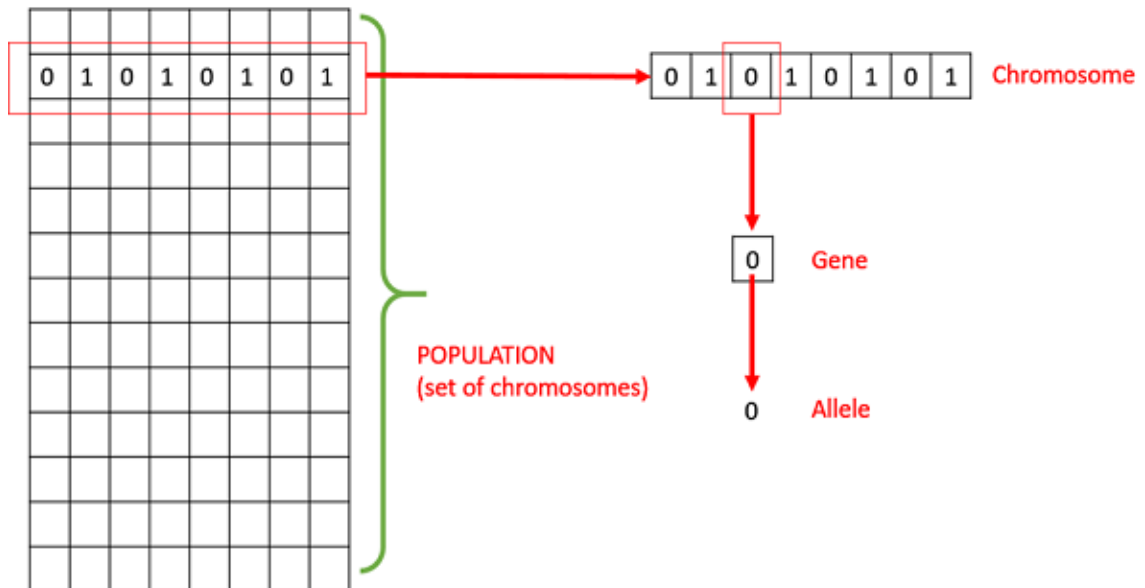 0 1 0 1 0 1 0 1
0 1 0 1 0 1 0 1 Chromosome
0 Gene
POPULATION
(set of chromosomes)
0 Allele